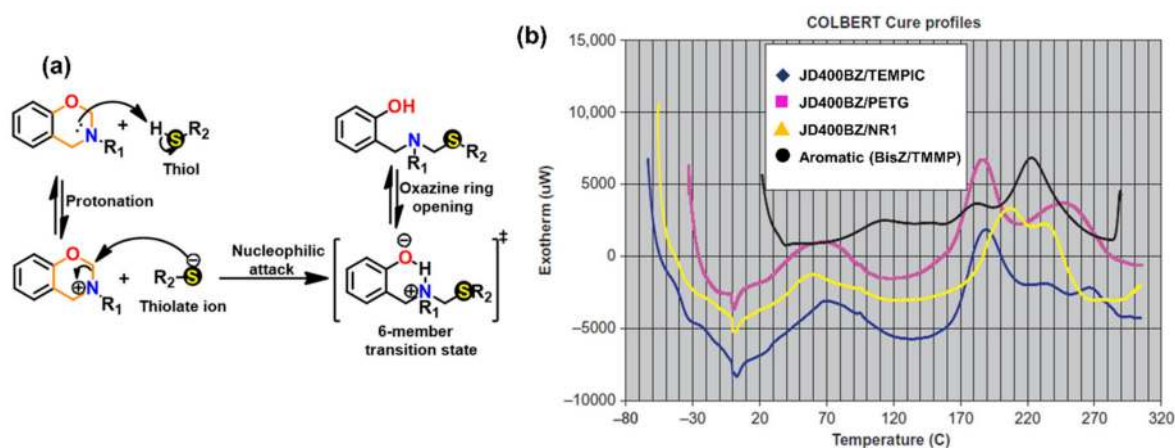 (a)
O
N
R1
+
H
S
R2
Thiol
OH
N
R1
S
R2
Protonation
Oxazine ring
opening
O
N
R1
+
R2
S
Thiolate ion
Nucleophilic
attack
O
H
N
R1
S
R2
‡
6-member
transition state
(b)
COLBERT Cure profiles
JD400BZ/TEMPIC
JD400BZ/PETG
JD400BZ/NR1
Aromatic (BisZ/TMMP)
Exotherm (uW)
15,000
10,000
5000
0
−5000
−10000
−80 −30 20 70 120 170 220 270 320
Temperature (C)